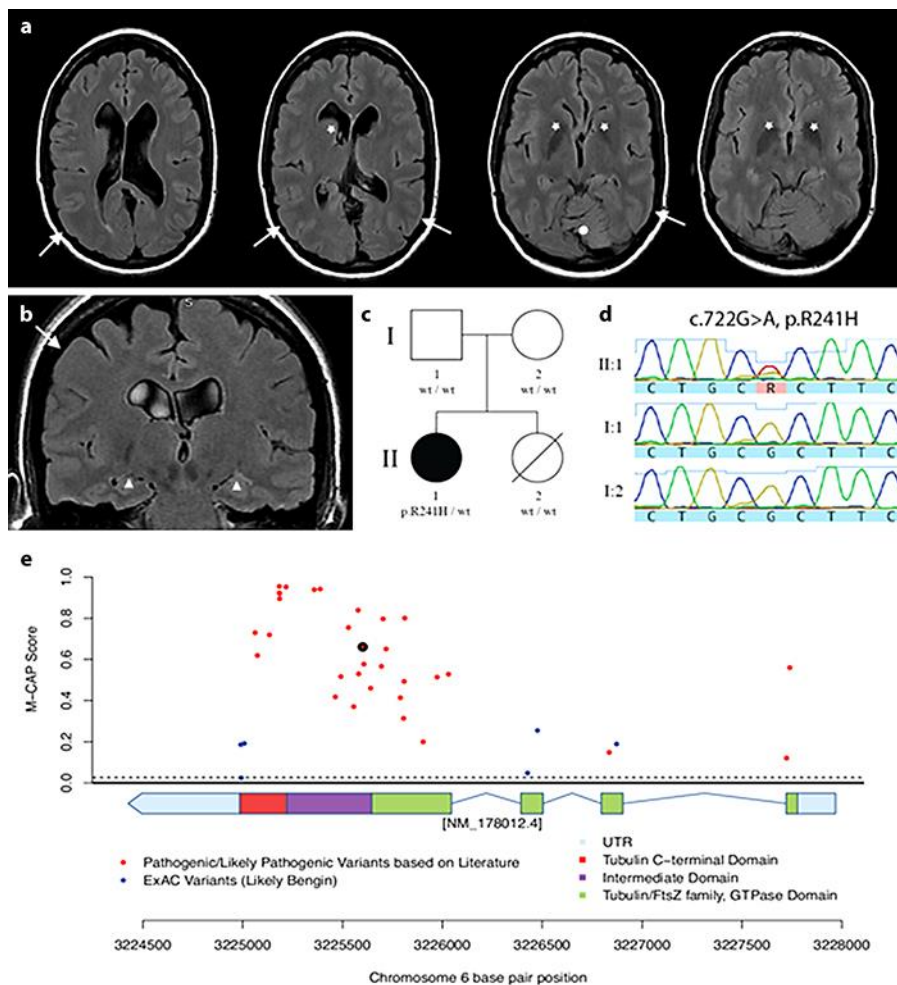 a
b
S
c
I
1
wt / wt
2
wt / wt
II
1
p.R241H / wt
2
wt / wt
d
c.722G>A, p.R241H
II:1
C T G C R C T T C
I:1
C T G C G C T T C
I:2
C T G C G C T T C
e
M-CAP Score
1.0
0.8
0.6
0.4
0.2
0.0
[NM_178012.4]
Pathogenic/Likely Pathogenic Variants based on Literature
ExAC Variants (Likely Bengin)
UTR
Tubulin C-terminal Domain
Intermediate Domain
Tubulin/FtsZ family, GTPase Domain
3224500 3225000 3225500 3226000 3226500 3227000 3227500 3228000
Chromosome 6 base pair position